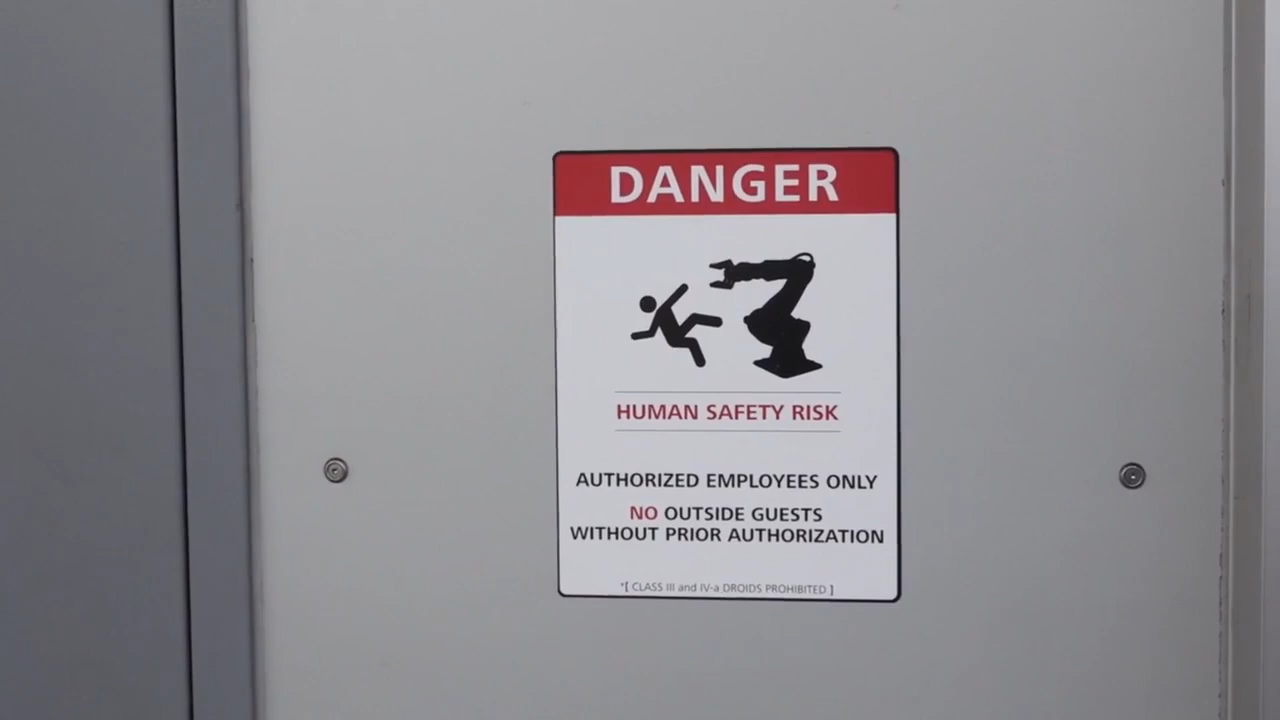 DANGER
HUMAN SAFETY RISK
AUTHORIZED EMPLOYEES ONLY
NO OUTSIDE GUESTS
WITHOUT PRIOR AUTHORIZATION
*[ CLASS III and IV-a DROIDS PROHIBITED ]